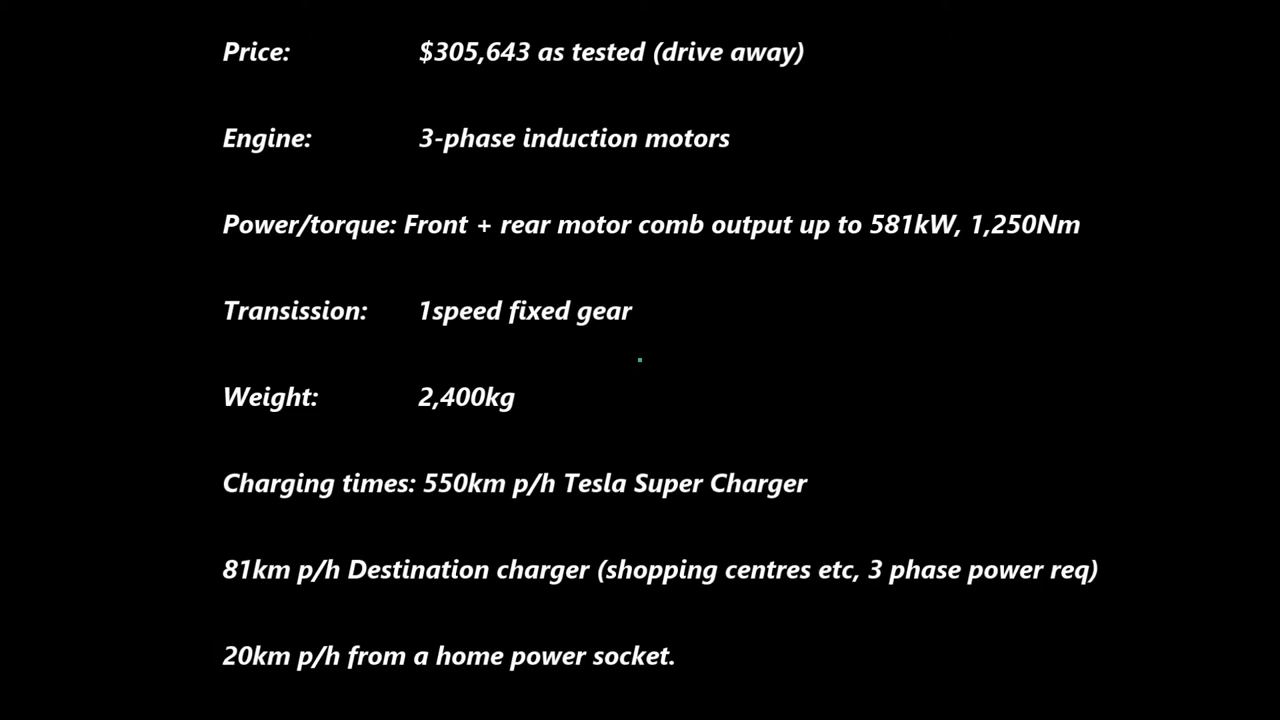 Price: $305,643 as tested (drive away)
Engine: 3-phase induction motors
Power/torque: Front + rear motor comb output up to 581kW, 1,250Nm
Transission: 1speed fixed gear
Weight: 2,400kg
Charging times: 550km p/h Tesla Super Charger
81km p/h Destination charger (shopping centres etc, 3 phase power req)
20km p/h from a home power socket.